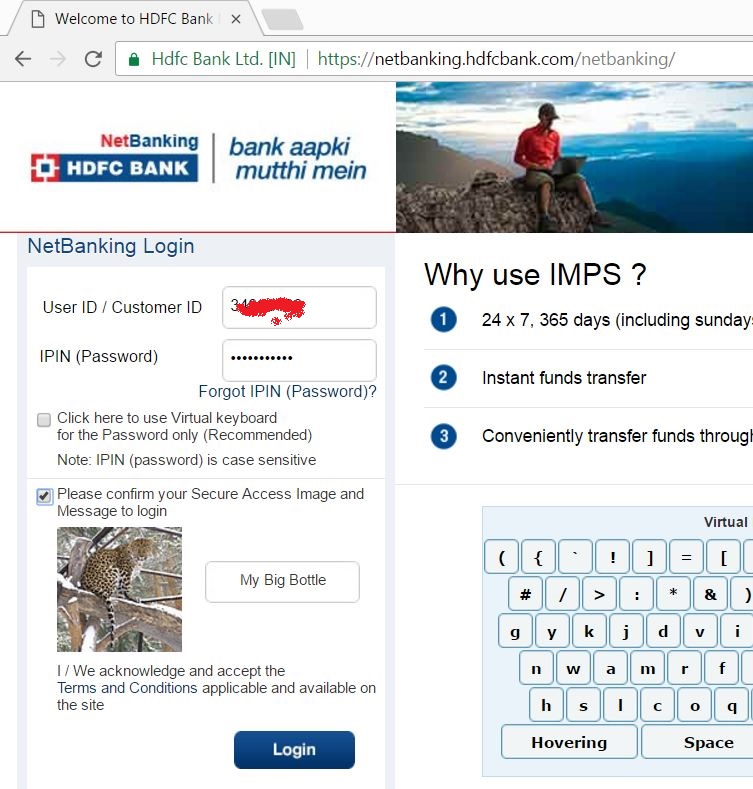 Welcome to HDFC Bank
Hdfc Bank Ltd. [IN] https://netbanking.hdfcbank.com/netbanking/
NetBanking
HDFC BANK
bank aapki
mutthi mein
NetBanking Login
User ID / Customer ID
IPIN (Password)
•••••••••••
Forgot IPIN (Password)?
Click here to use Virtual keyboard
for the Password only (Recommended)
Note: IPIN (password) is case sensitive
Please confirm your Secure Access Image and
Message to login
My Big Bottle
I / We acknowledge and accept the
Terms and Conditions applicable and available on
the site
Login
Why use IMPS ?
1 24 x 7, 365 days (including sundays
2 Instant funds transfer
3 Conveniently transfer funds through
Virtual
( { ` ! ] = [
# / > : * & )
g y k j d v i
n w a m r f
h s l c o q
Hovering Space